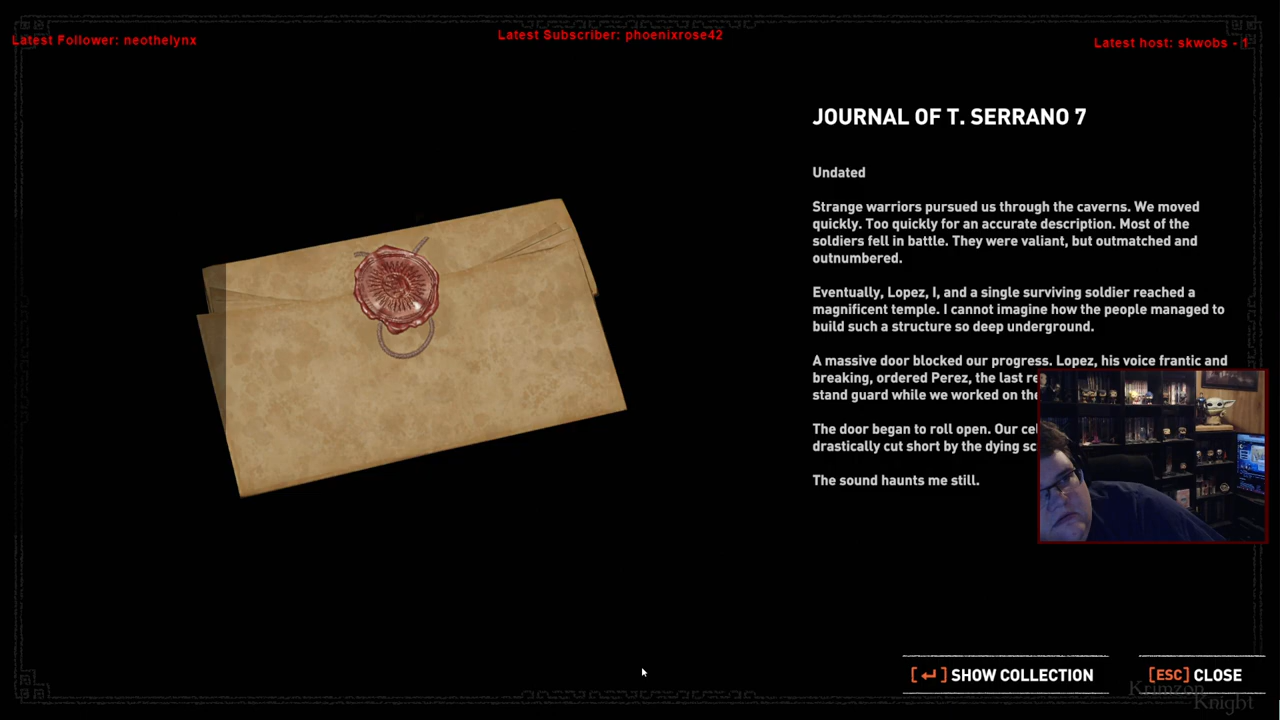 Latest Follower: neothelynx
Latest Subscriber: phoenixrose42
Latest host: skwobs - 1
JOURNAL OF T. SERRANO 7
Undated
Strange warriors pursued us through the caverns. We moved
quickly. Too quickly for an accurate description. Most of the
soldiers fell in battle. They were valiant, but outmatched and
outnumbered.
Eventually, Lopez, I, and a single surviving soldier reached a
magnificent temple. I cannot imagine how the people managed to
build such a structure so deep underground.
A massive door blocked our progress. Lopez, his voice frantic and
breaking, ordered Perez, the last
stand guard while we worked on
The door began to roll open. Our
drastically cut short by the dying
The sound haunts me still.
[↵] SHOW COLLECTION
[ESC] CLOSE
Krimzon
Knight